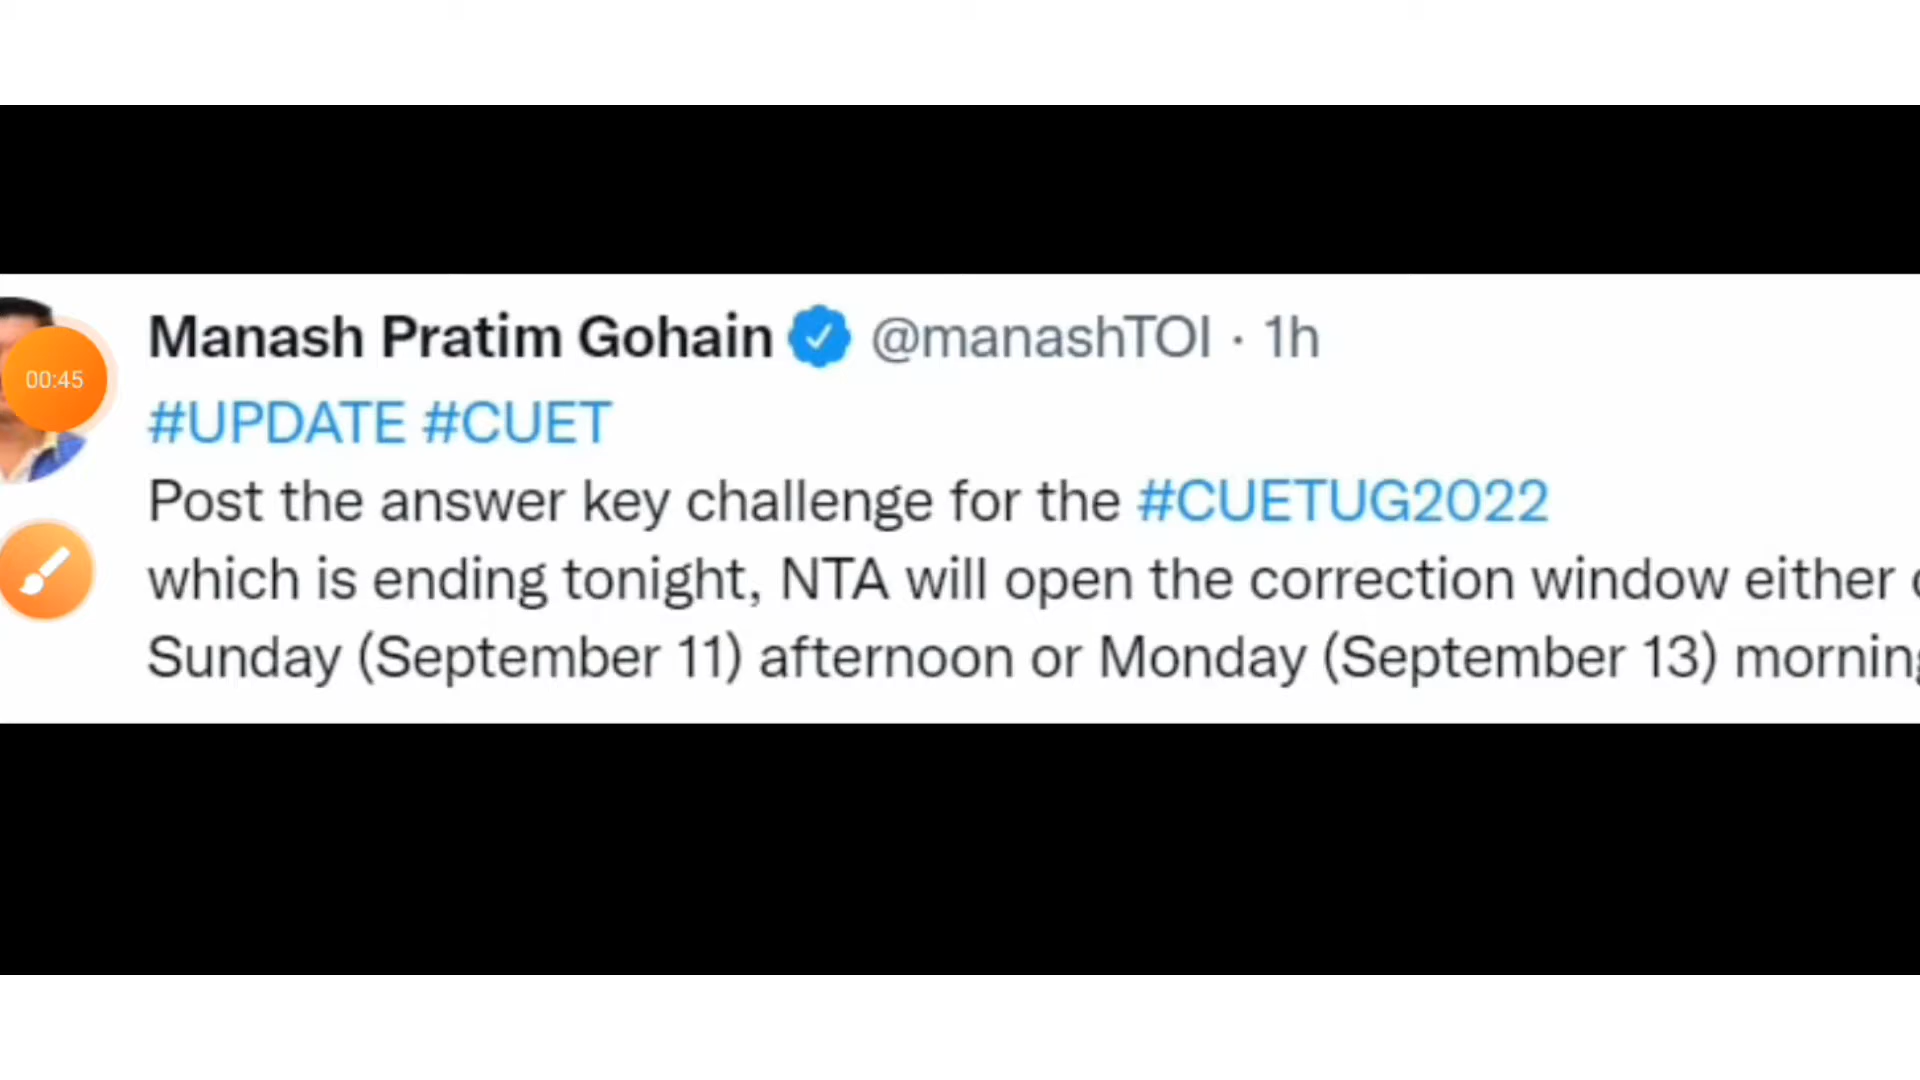 Manash Pratim Gohain @manashTOI · 1h
00:45
#UPDATE #CUET
Post the answer key challenge for the #CUETUG2022
which is ending tonight, NTA will open the correction window either
Sunday (September 11) afternoon or Monday (September 13)